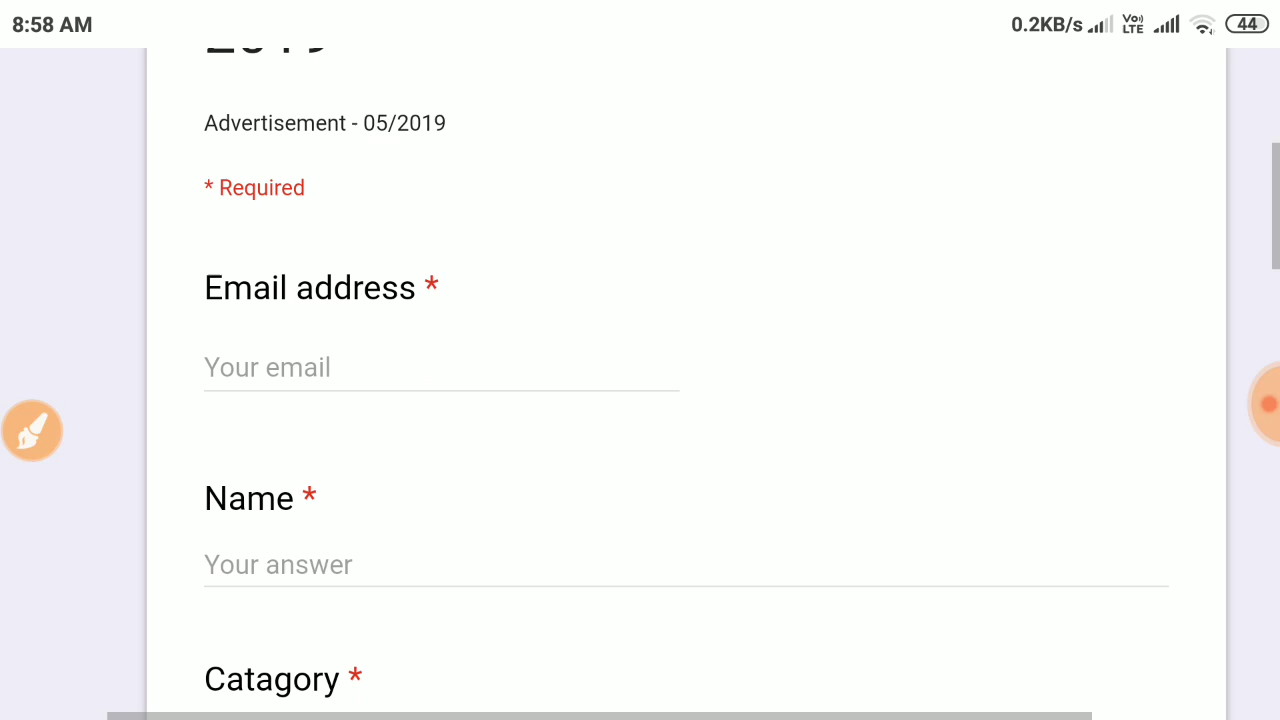 8:58 AM
0.2KB/s Vo) LTE 44
2019
Advertisement - 05/2019
* Required
Email address *
Your email
Name *
Your answer
Catagory *